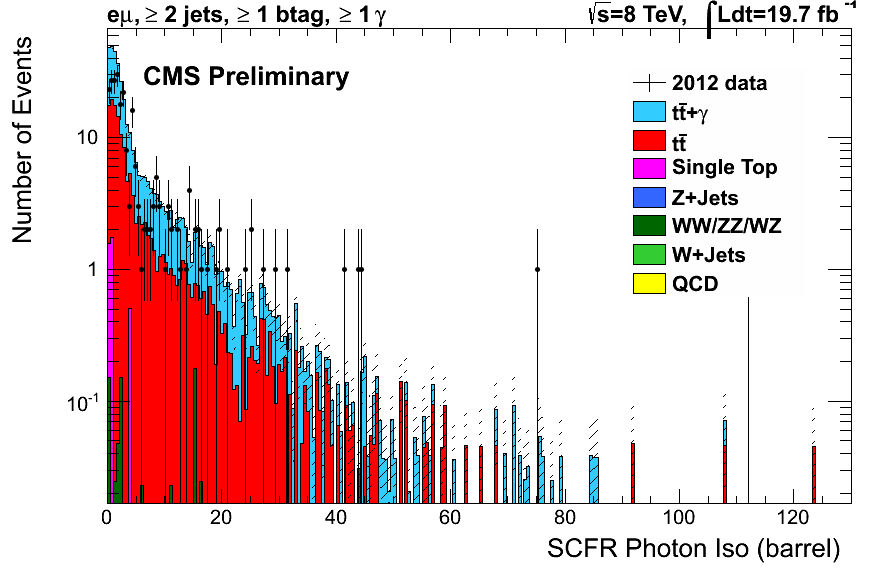 eμ, ≥ 2 jets, ≥ 1 btag, ≥ 1 γ
√s=8 TeV, ∫Ldt=19.7 fb⁻¹
CMS Preliminary
2012 data
tt̄+γ
tt̄
Single Top
Z+Jets
WW/ZZ/WZ
W+Jets
QCD
Number of Events
10
1
10⁻¹
0 20 40 60 80 100 120
SCFR Photon Iso (barrel)